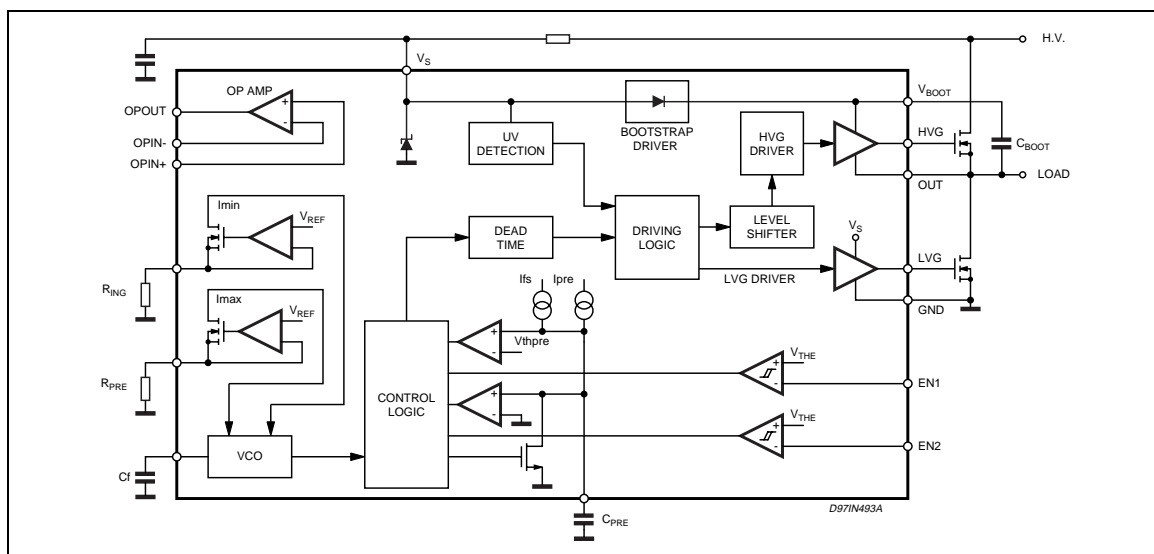 H.V.
VS
OP AMP
+
-
OPOUT
OPIN-
OPIN+
UV
DETECTION
BOOTSTRAP
DRIVER
HVG
DRIVER
VBOOT
HVG
CBOOT
OUT
LOAD
Imin
VREF
DEAD
TIME
DRIVING
LOGIC
LEVEL
SHIFTER
VS
LVG DRIVER
LVG
GND
RING
Imax
VREF
Ifs
Ipre
+
Vthpre
-
RPRE
CONTROL
LOGIC
+
-
VTHE
+
-
EN1
VTHE
+
-
EN2
VCO
Cf
CPRE
D97IN493A